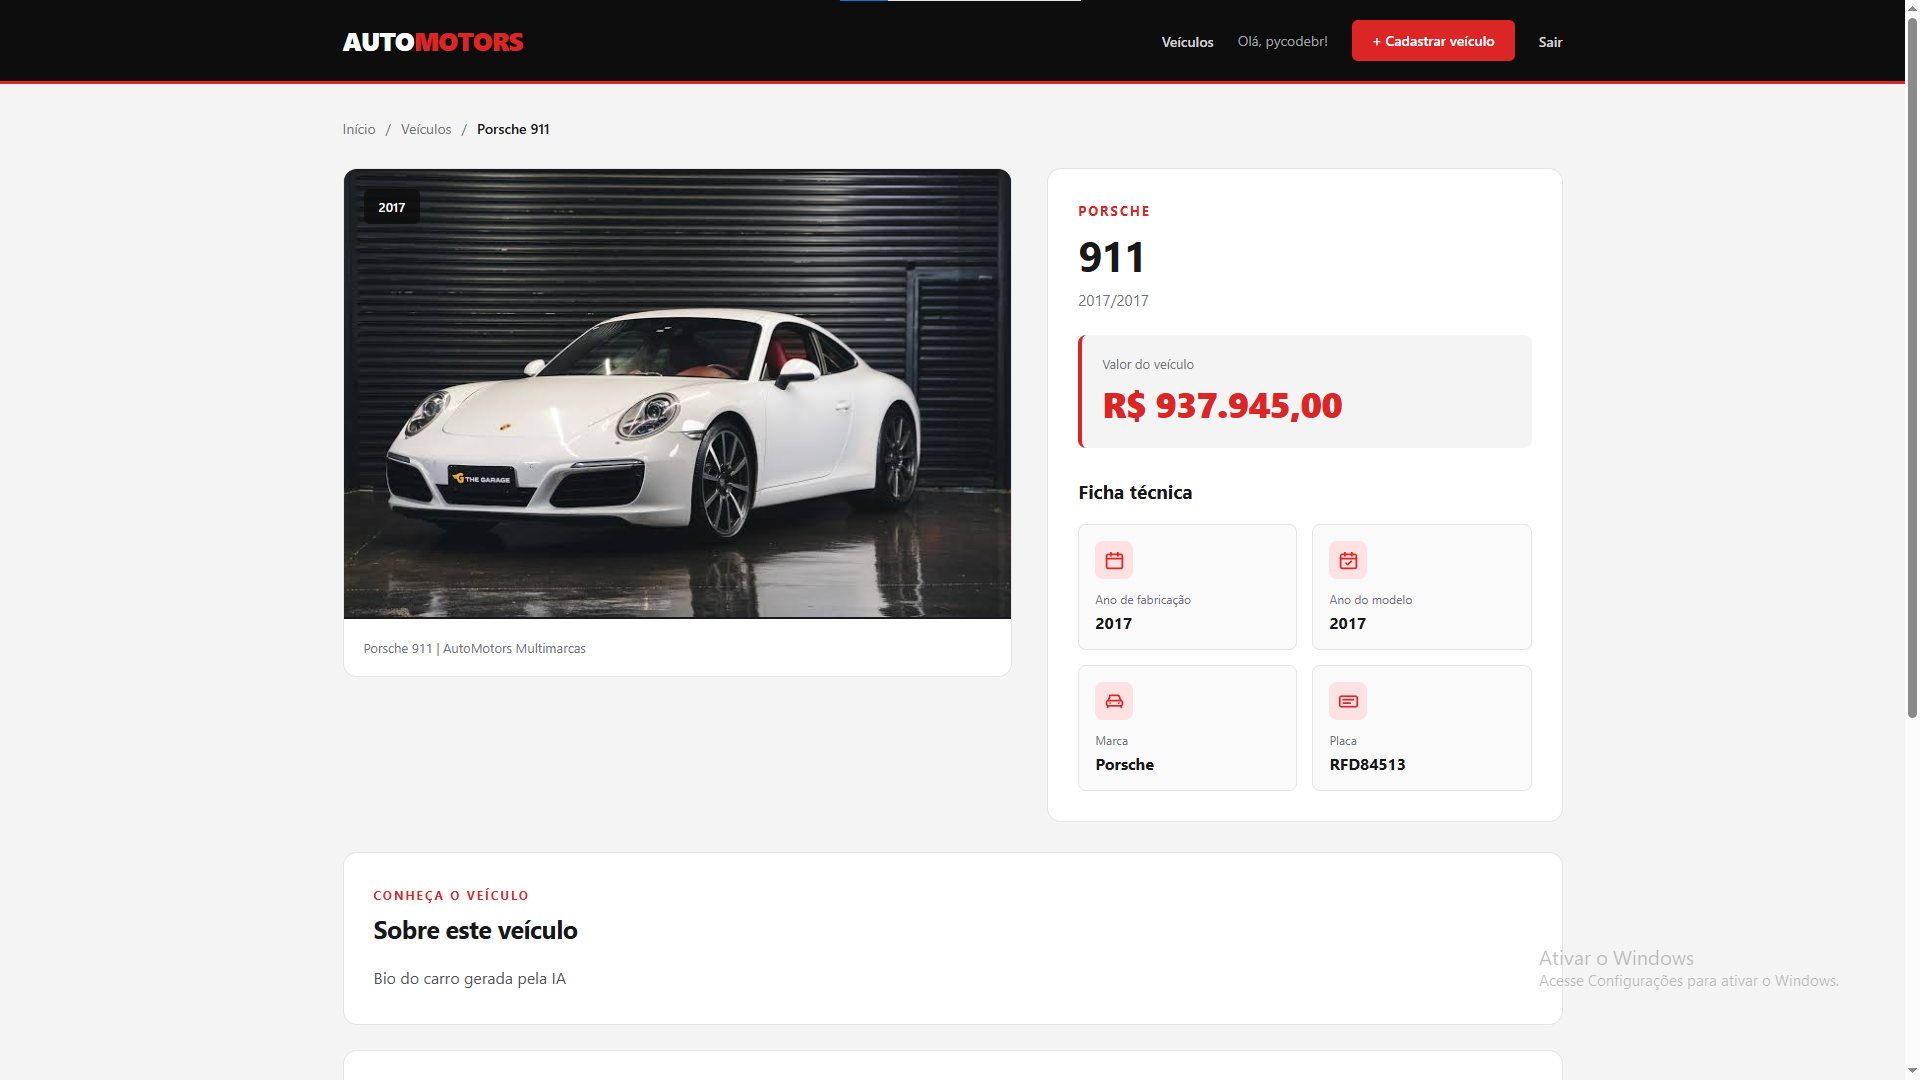 AUTOMOTORS
Veículos
Olá, pycodebr!
+ Cadastrar veículo
Sair
Início / Veículos / Porsche 911
2017
THE GARAGE
Porsche 911 | AutoMotors Multimarcas
PORSCHE
911
2017/2017
Valor do veículo
R$ 937.945,00
Ficha técnica
Ano de fabricação
2017
Ano do modelo
2017
Marca
Porsche
Placa
RFD84513
CONHEÇA O VEÍCULO
Sobre este veículo
Bio do carro gerada pela IA
Ativar o Windows
Acesse Configurações para ativar o Windows.